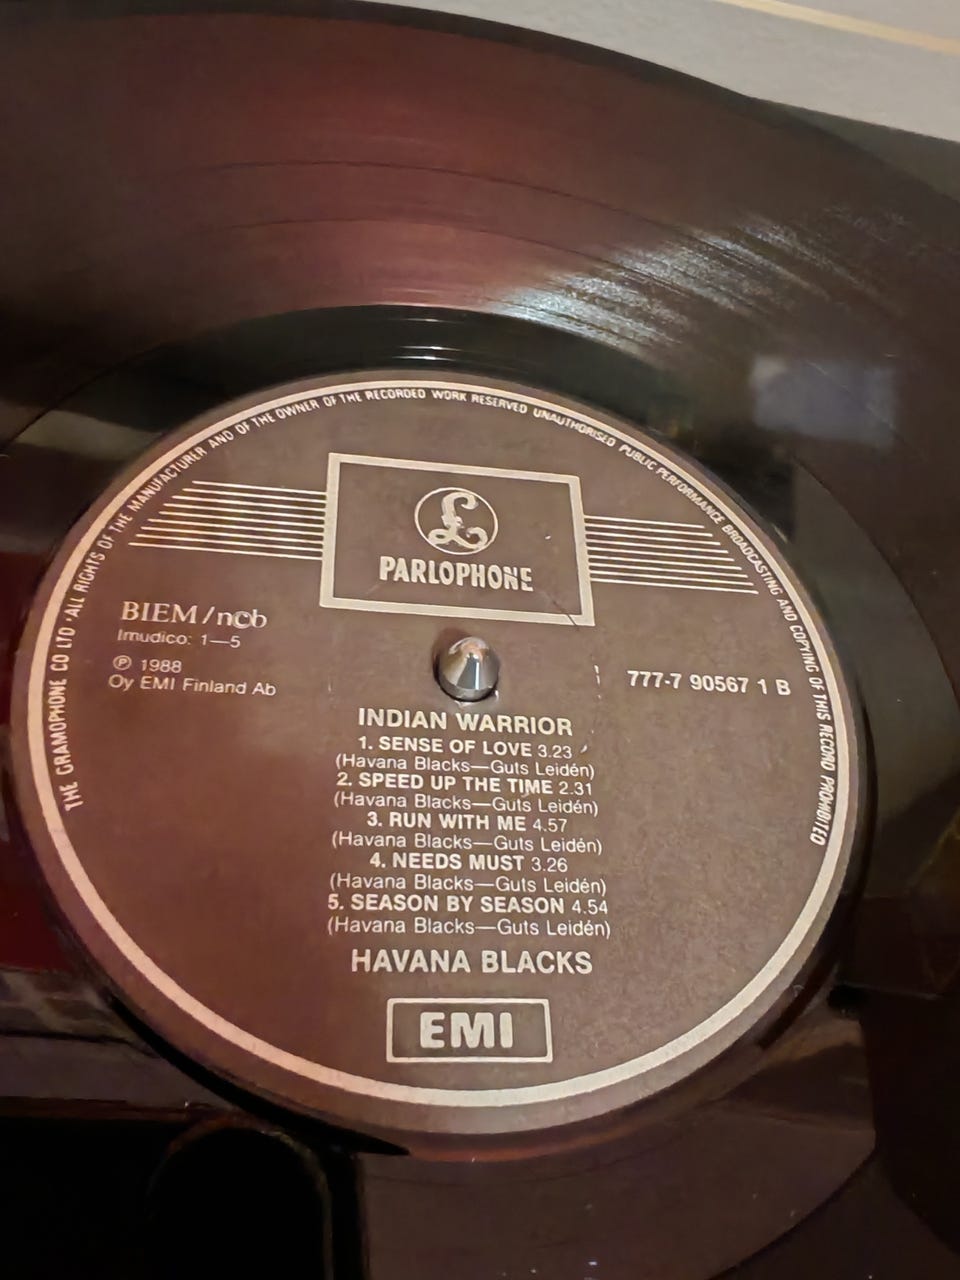 THE GRAMOPHONE CO LTD · ALL RIGHTS OF THE MANUFACTURER AND OF THE OWNER OF THE RECORDED WORK RESERVED UNAUTHORISED PUBLIC PERFORMANCE BROADCASTING AND COPYING OF THIS RECORD PROHIBITED
£
PARLOPHONE
BIEM/ncb
Imudico: 1—5
℗ 1988
Oy EMI Finland Ab
777-7 90567 1 B
INDIAN WARRIOR
1. SENSE OF LOVE 3.23
(Havana Blacks—Guts Leidén)
2. SPEED UP THE TIME 2.31
(Havana Blacks—Guts Leidén)
3. RUN WITH ME 4.57
(Havana Blacks—Guts Leidén)
4. NEEDS MUST 3.26
(Havana Blacks—Guts Leidén)
5. SEASON BY SEASON 4.54
(Havana Blacks—Guts Leidén)
HAVANA BLACKS
EMI